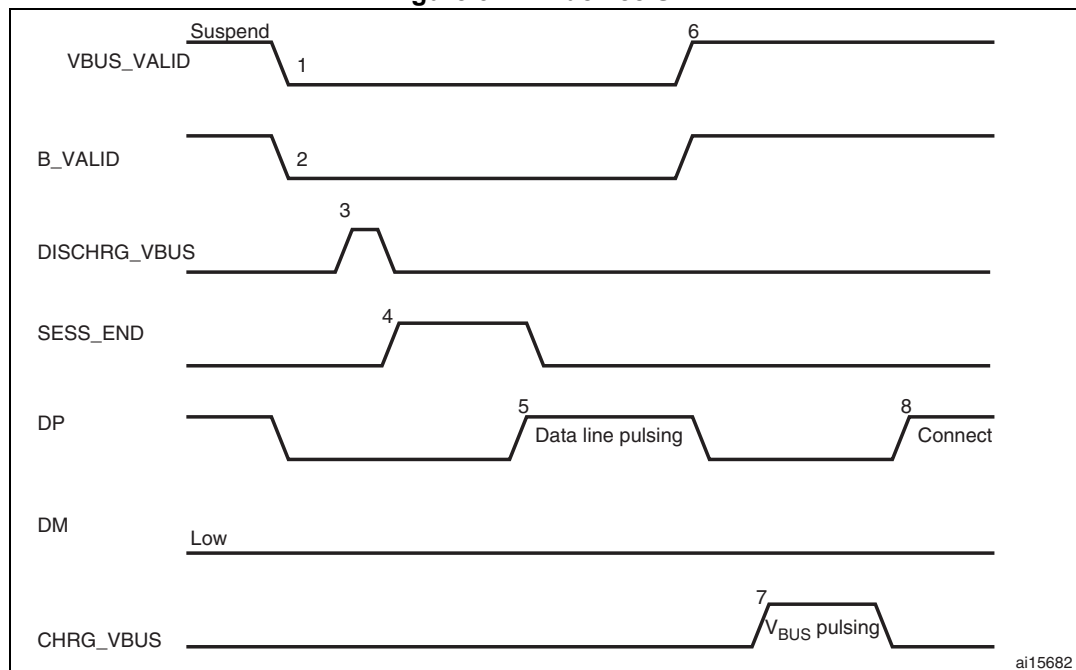 Suspend
6
VBUS_VALID
1
B_VALID
2
3
DISCHRG_VBUS
4
SESS_END
DP
5
8
Data line pulsing
Connect
DM
Low
7
CHRG_VBUS
VBUS pulsing
ai15682